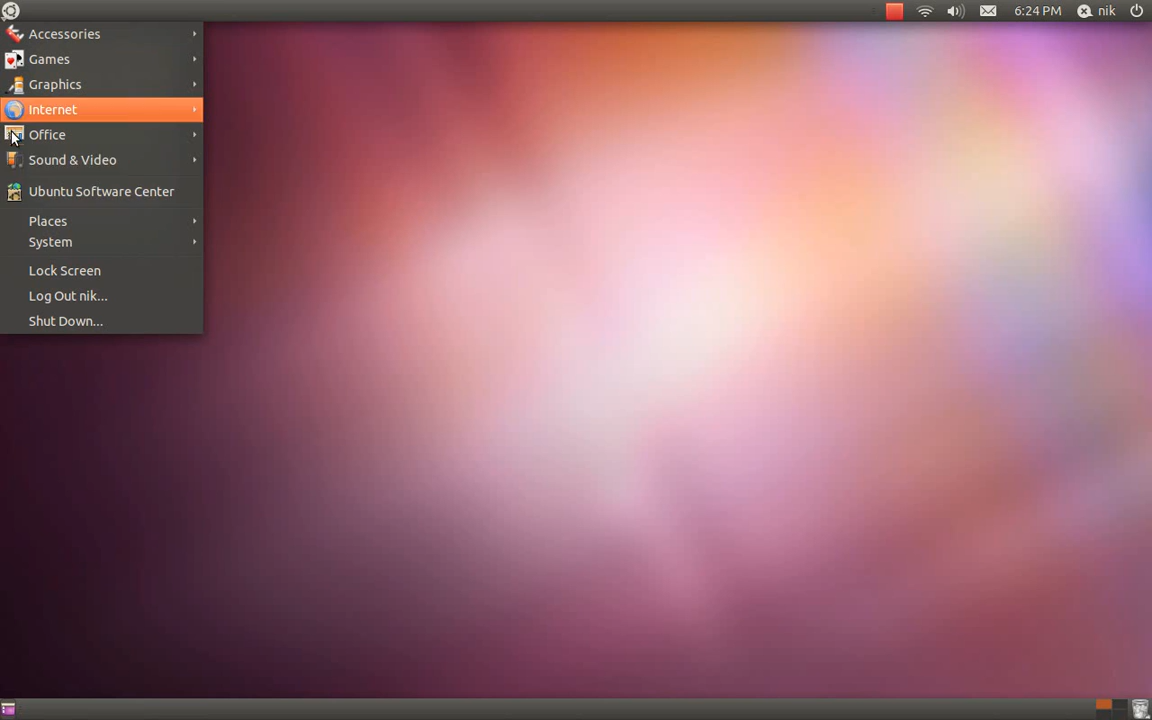 6:24 PM nik
Accessories
Games
Graphics
Internet
Office
Sound & Video
Ubuntu Software Center
Places
System
Lock Screen
Log Out nik...
Shut Down...